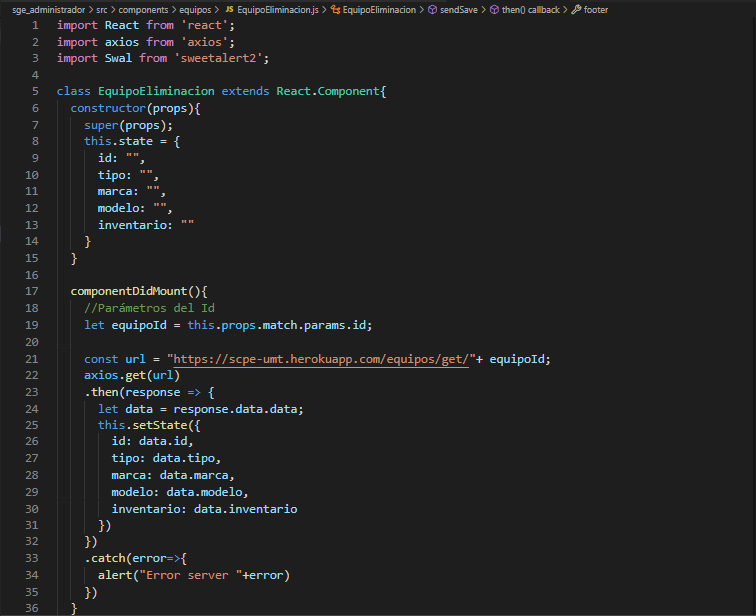 sge_administrador > src > components > equipos > JS EquipoEliminacion.js > EquipoEliminacion > sendSave > then() callback > footer
1 import React from 'react';
2 import axios from 'axios';
3 import Swal from 'sweetalert2';
4
5 class EquipoEliminacion extends React.Component{
6 constructor(props){
7 super(props);
8 this.state = {
9 id: "",
10 tipo: "",
11 marca: "",
12 modelo: "",
13 inventario: ""
14 }
15 }
16
17 componentDidMount(){
18 //Parámetros del Id
19 let equipoId = this.props.match.params.id;
20
21 const url = "https://scpe-umt.herokuapp.com/equipos/get/"+ equipoId;
22 axios.get(url)
23 .then(response => {
24 let data = response.data.data;
25 this.setState({
26 id: data.id,
27 tipo: data.tipo,
28 marca: data.marca,
29 modelo: data.modelo,
30 inventario: data.inventario
31 })
32 })
33 .catch(error=>{
34 alert("Error server "+error)
35 })
36 }